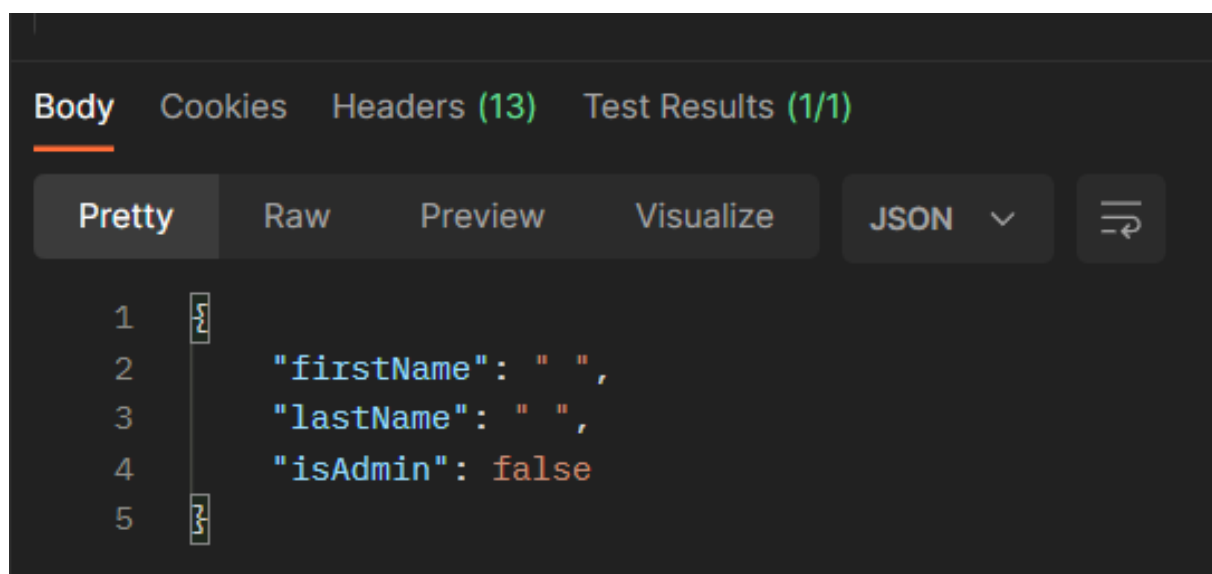 Body Cookies Headers (13) Test Results (1/1)
Pretty Raw Preview Visualize JSON
1 {
2 "firstName": " ",
3 "lastName": " ",
4 "isAdmin": false
5 }